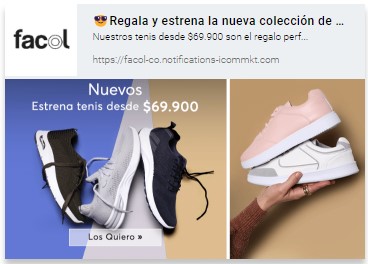 facol
😎Regala y estrena la nueva colección de ...
Nuestros tenis desde $69.900 son el regalo perf...
https://facol-co.notifications-icommkt.com
Nuevos
Estrena tenis desde $69.900
Los Quiero »